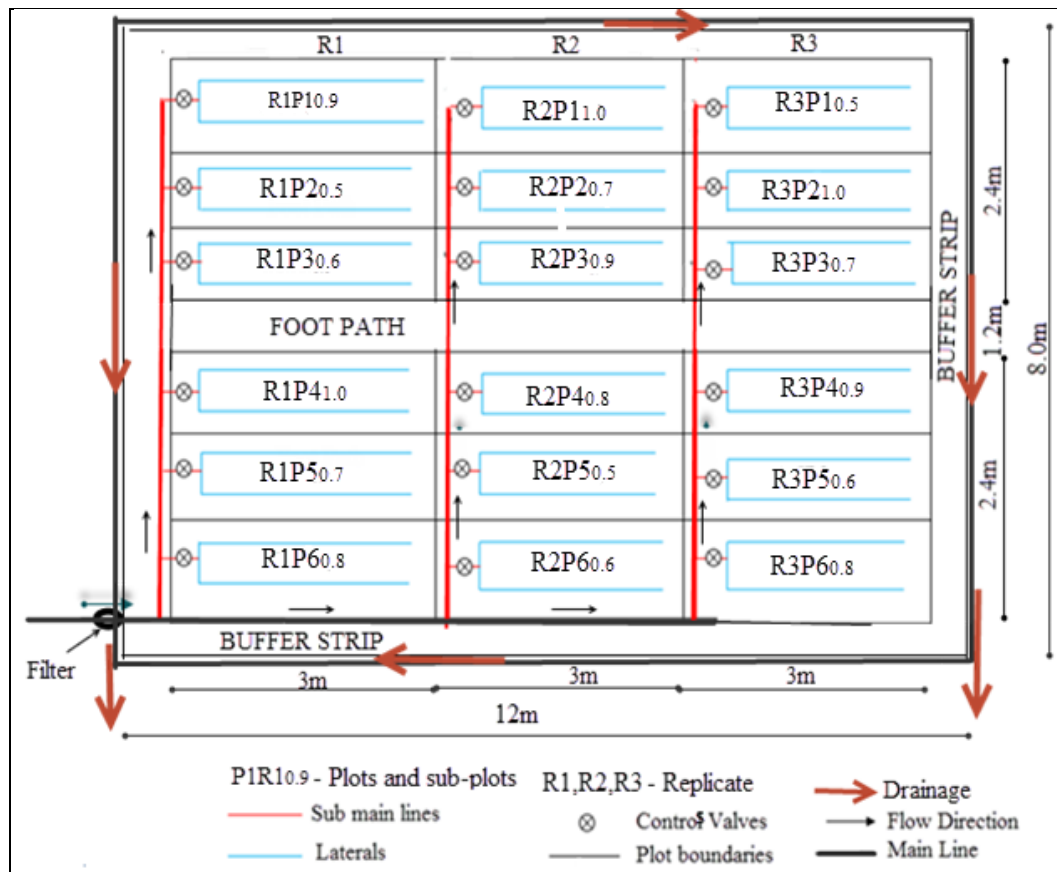 R1 R2 R3
R1P10.9 R2P11.0 R3P10.5
R1P20.5 R2P20.7 R3P21.0
R1P30.6 R2P30.9 R3P30.7
FOOT PATH
R1P41.0 R2P40.8 R3P40.9
R1P50.7 R2P50.5 R3P50.6
R1P60.8 R2P60.6 R3P60.8
BUFFER STRIP
2.4m
1.2m
2.4m
8.0m
BUFFER STRIP
Filter
3m 3m 3m
12m
P1R10.9 - Plots and sub-plots R1,R2,R3 - Replicate Drainage
Sub main lines Control Valves Flow Direction
Laterals Plot boundaries Main Line